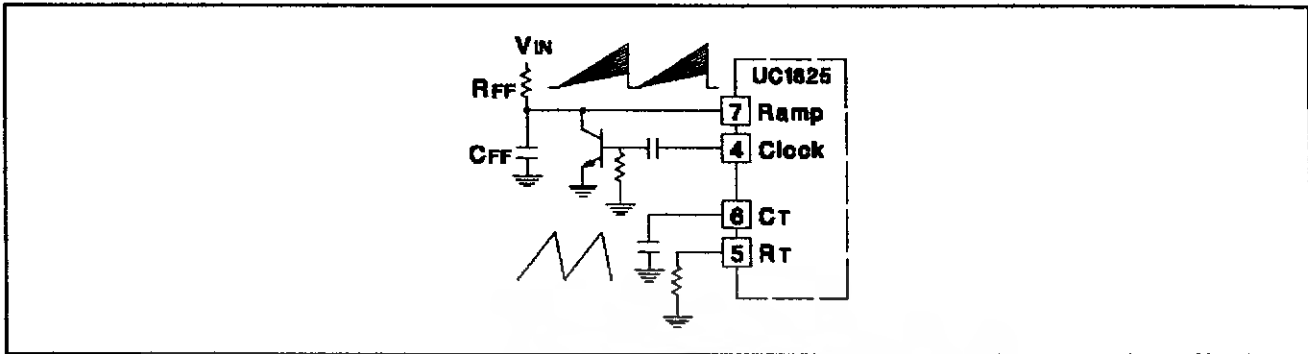 VIN
RFF
UC1825
7 Ramp
CFF
4 Clock
6 CT
5 RT